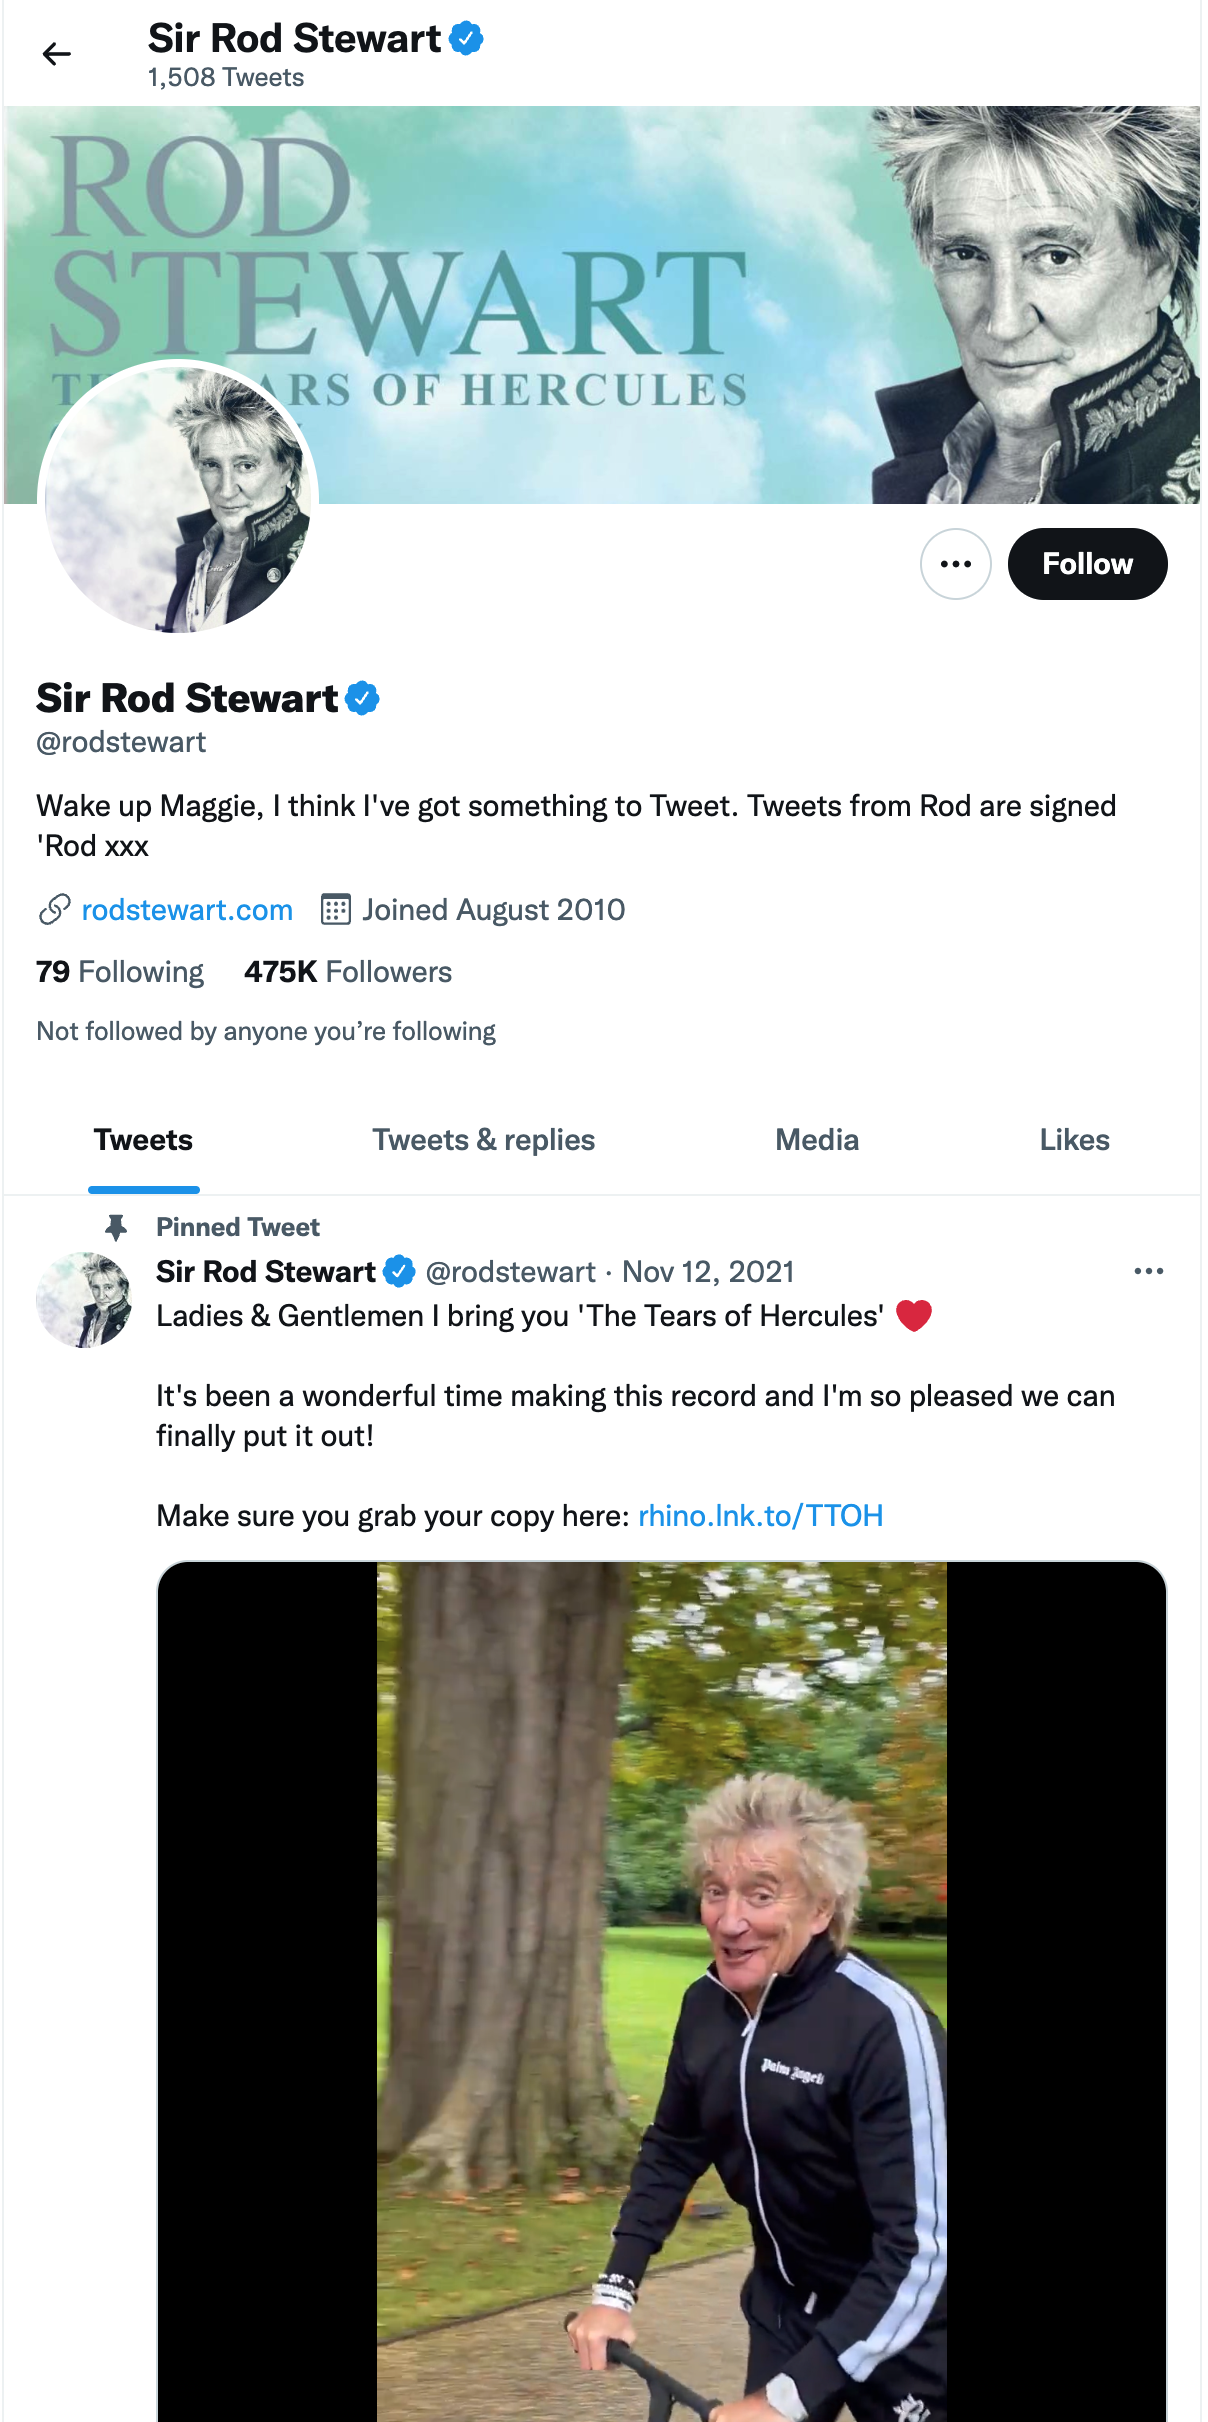 Sir Rod Stewart
1,508 Tweets
ROD
STEWART
OF HERCULES
Follow
Sir Rod Stewart
@rodstewart
Wake up Maggie, I think I've got something to Tweet. Tweets from Rod are signed
'Rod xxx
rodstewart.com Joined August 2010
79 Following 475K Followers
Not followed by anyone you’re following
Tweets Tweets & replies Media Likes
Pinned Tweet
Sir Rod Stewart @rodstewart · Nov 12, 2021
Ladies & Gentlemen I bring you 'The Tears of Hercules' ❤️
It's been a wonderful time making this record and I'm so pleased we can
finally put it out!
Make sure you grab your copy here: rhino.lnk.to/TTOH
Palm Angels